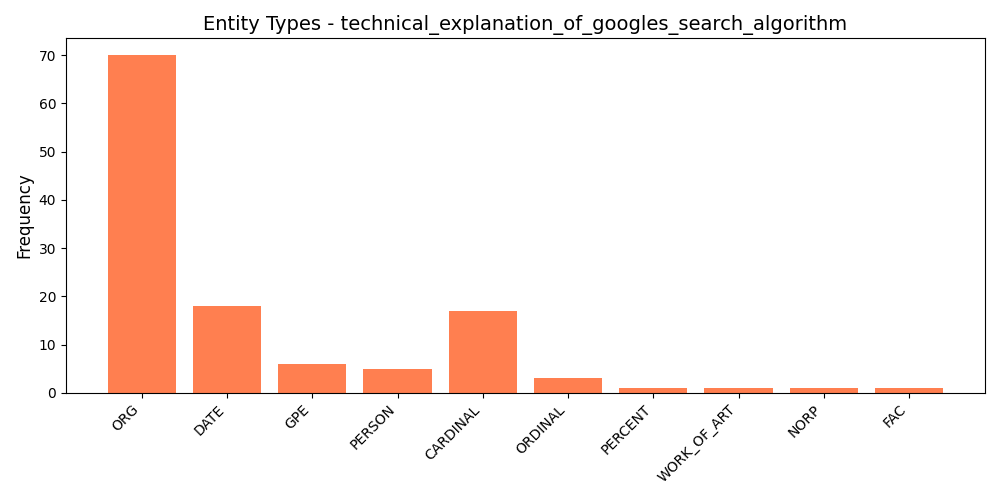 Entity Types - technical_explanation_of_googles_search_algorithm
Frequency
70
60
50
40
30
20
10
0
ORG
DATE
GPE
PERSON
CARDINAL
ORDINAL
PERCENT
WORK_OF_ART
NORP
FAC